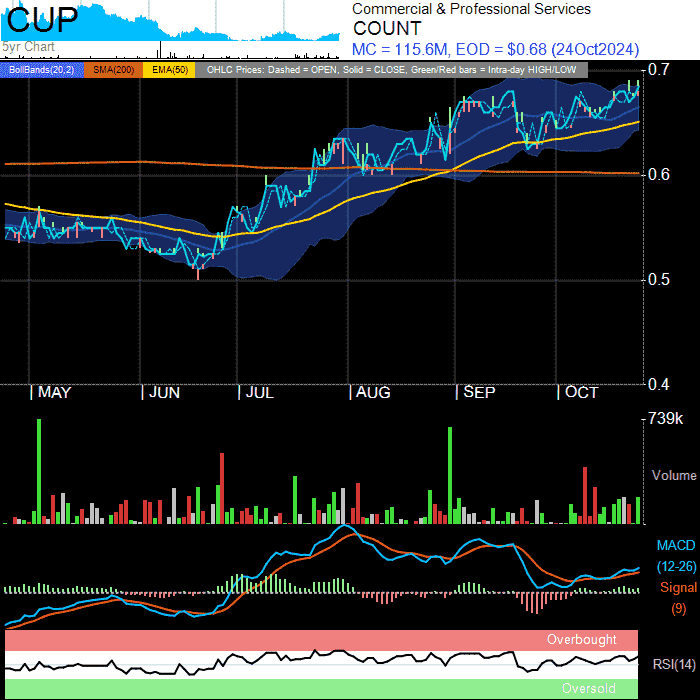 CUP
5yr Chart
Commercial & Professional Services
COUNT
MC = 115.6M, EOD = $0.68 (24Oct2024)
BollBands(20,2) SMA(200) EMA(50) OHLC Prices: Dashed = OPEN, Solid = CLOSE, Green/Red bars = Intra-day HIGH/LOW
0.7
0.6
0.5
0.4
MAY JUN JUL AUG SEP OCT
739k
Volume
MACD
(12-26)
Signal
(9)
Overbought
RSI(14)
Oversold